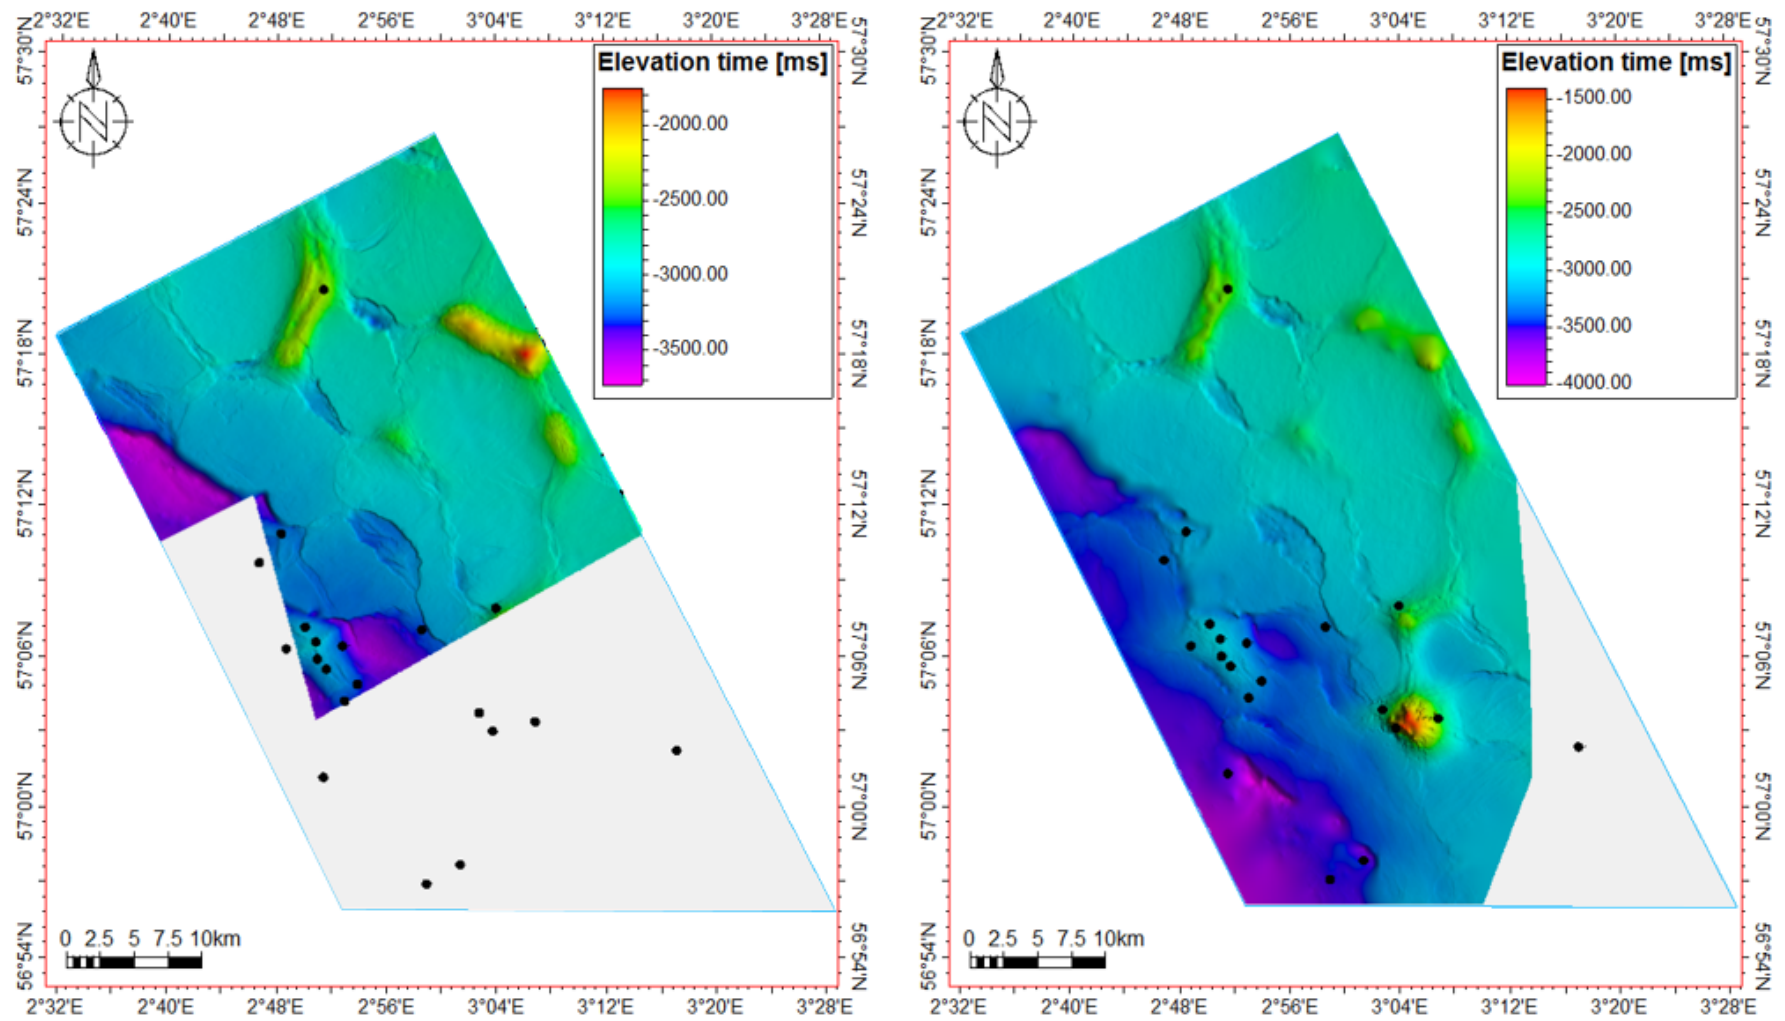 2°32'E 2°40'E 2°48'E 2°56'E 3°04'E 3°12'E 3°20'E 3°28'E
57°30'N 57°24'N 57°18'N 57°12'N 57°06'N 57°00'N 56°54'N
N
Elevation time [ms]
-2000.00
-2500.00
-3000.00
-3500.00
57°30'N 57°24'N 57°18'N 57°12'N 57°06'N 57°00'N 56°54'N
0 2.5 5 7.5 10km
2°32'E 2°40'E 2°48'E 2°56'E 3°04'E 3°12'E 3°20'E 3°28'E
2°32'E 2°40'E 2°48'E 2°56'E 3°04'E 3°12'E 3°20'E 3°28'E
57°30'N 57°24'N 57°18'N 57°12'N 57°06'N 57°00'N 56°54'N
N
Elevation time [ms]
-1500.00
-2000.00
-2500.00
-3000.00
-3500.00
-4000.00
57°30'N 57°24'N 57°18'N 57°12'N 57°06'N 57°00'N 56°54'N
0 2.5 5 7.5 10km
2°32'E 2°40'E 2°48'E 2°56'E 3°04'E 3°12'E 3°20'E 3°28'E